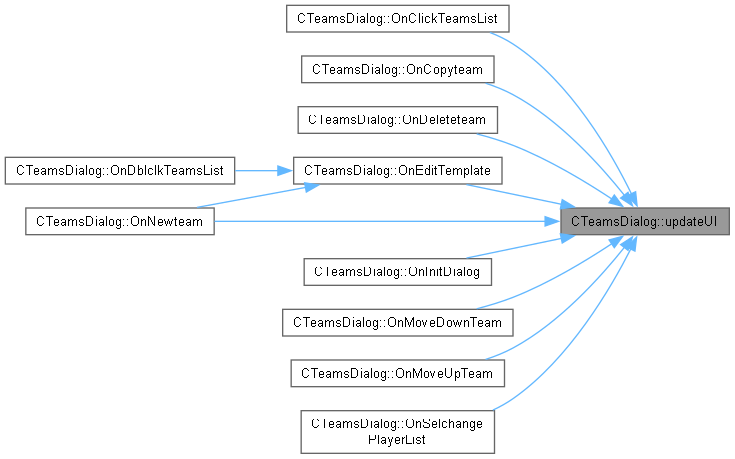 CTeamsDialog::OnClickTeamsList
CTeamsDialog::OnCopyteam
CTeamsDialog::OnDeleteteam
CTeamsDialog::OnDblclkTeamsList
CTeamsDialog::OnEditTemplate
CTeamsDialog::OnNewteam
CTeamsDialog::updateUI
CTeamsDialog::OnInitDialog
CTeamsDialog::OnMoveDownTeam
CTeamsDialog::OnMoveUpTeam
CTeamsDialog::OnSelchange
PlayerList